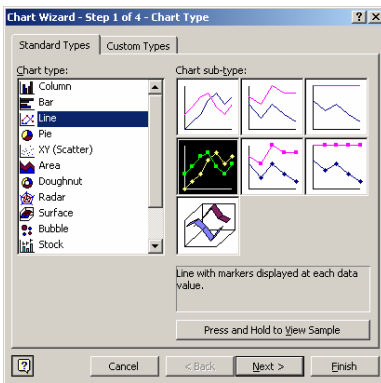 Chart Wizard - Step 1 of 4 - Chart Type
Standard Types
Custom Types
Chart type:
Chart sub-type:
Column
Bar
Line
Pie
XY (Scatter)
Area
Doughnut
Radar
Surface
Bubble
Stock
Line with markers displayed at each data
value.
Press and Hold to View Sample
Cancel
< Back
Next >
Finish